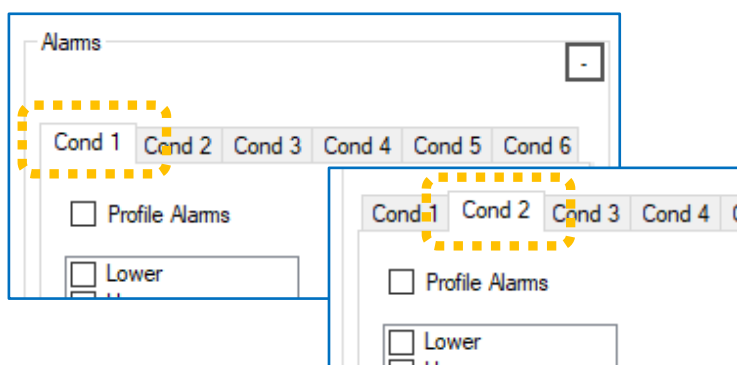 Alarms
-
Cond 1 Cond 2 Cond 3 Cond 4 Cond 5 Cond 6
Profile Alarms
Lower
Cond 1 Cond 2 Cond 3 Cond 4
Profile Alarms
Lower